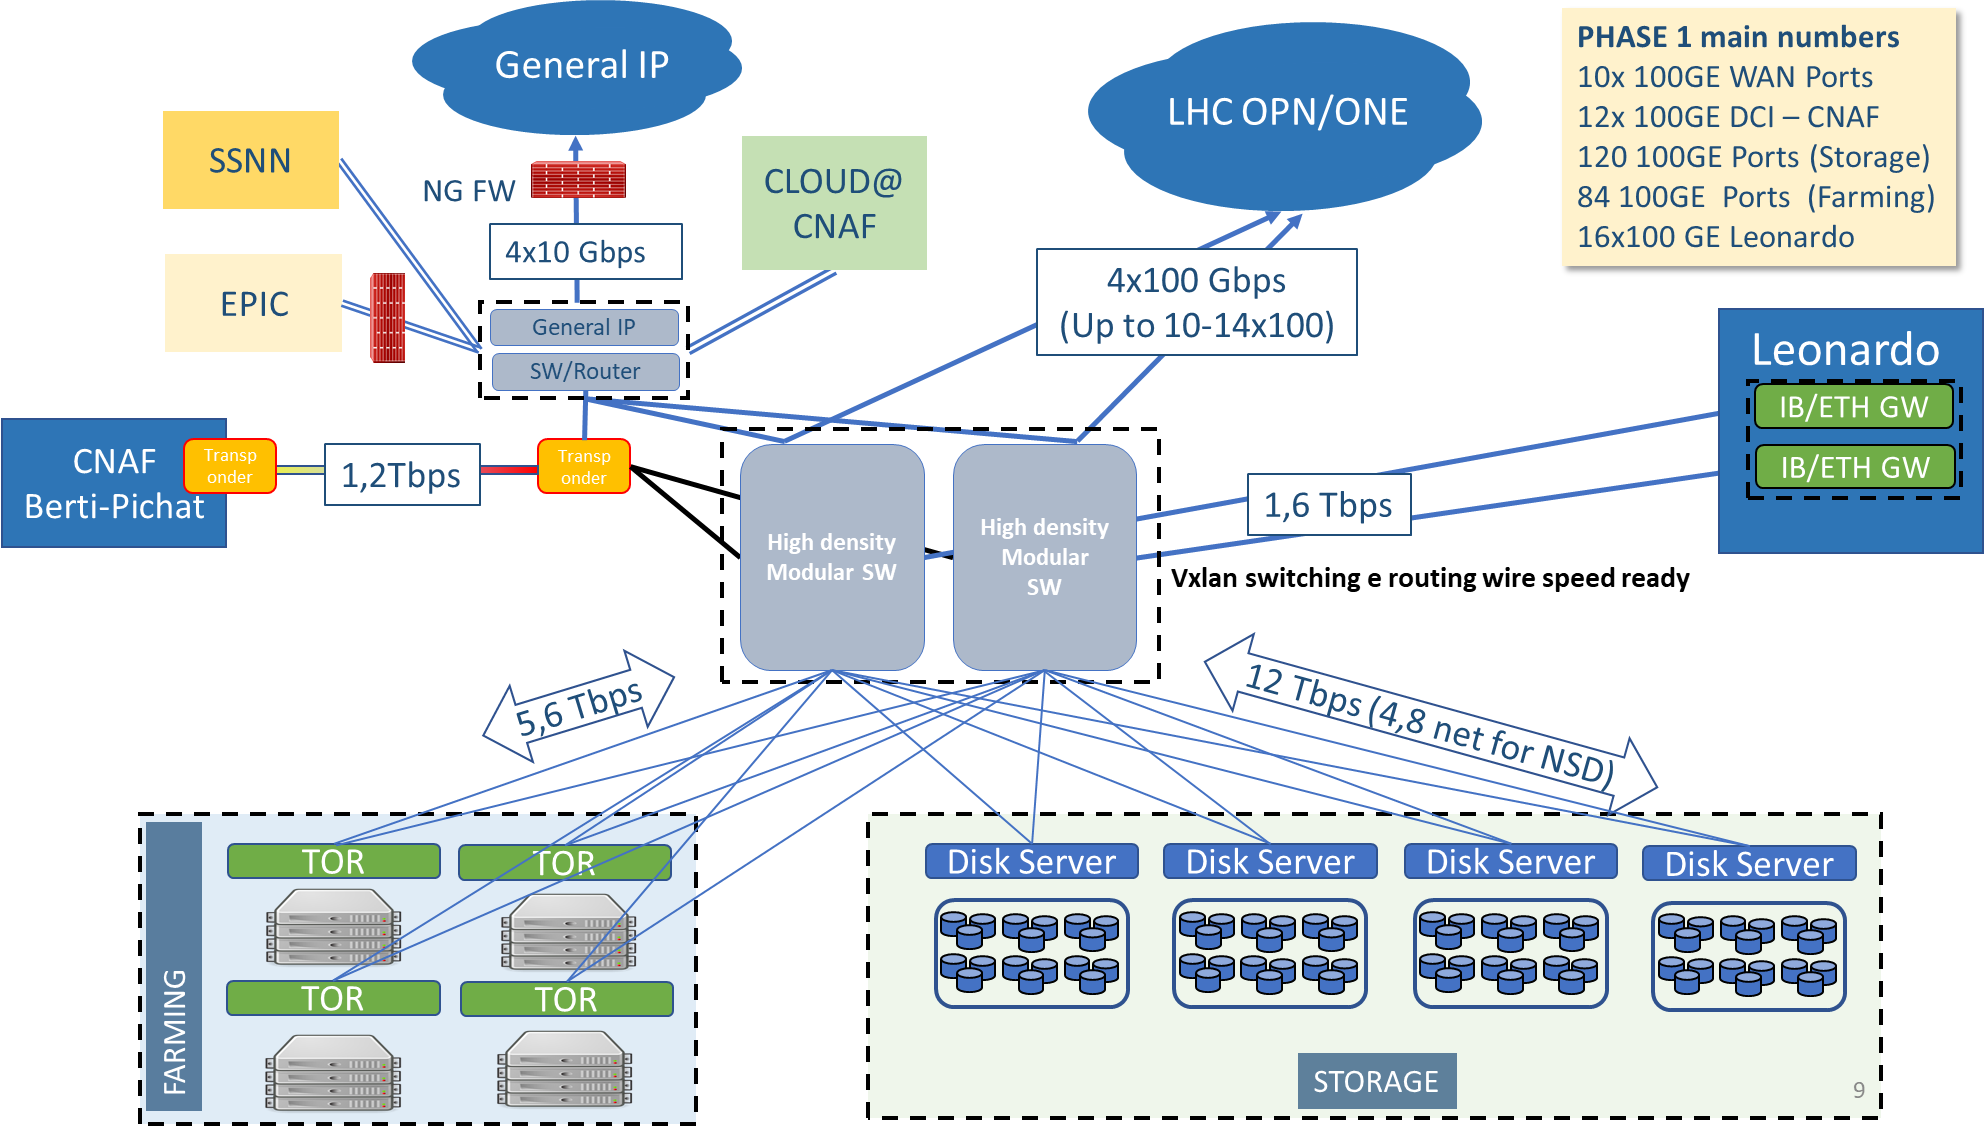 General IP
LHC OPN/ONE
PHASE 1 main numbers
10x 100GE WAN Ports
12x 100GE DCI – CNAF
120 100GE Ports (Storage)
84 100GE  Ports  (Farming)
16x100 GE Leonardo
SSNN
NG FW
CLOUD@
CNAF
4x10 Gbps
EPIC
General IP
SW/Router
4x100 Gbps
(Up to 10-14x100)
Leonardo
IB/ETH GW
IB/ETH GW
CNAF
Berti-Pichat
Transp
onder
1,2Tbps
Transp
onder
High density
Modular SW
High density
Modular
SW
1,6 Tbps
Vxlan switching e routing wire speed ready
5,6 Tbps
12 Tbps (4,8 net for NSD)
FARMING
TOR
TOR
TOR
TOR
Disk Server
Disk Server
Disk Server
Disk Server
STORAGE
9